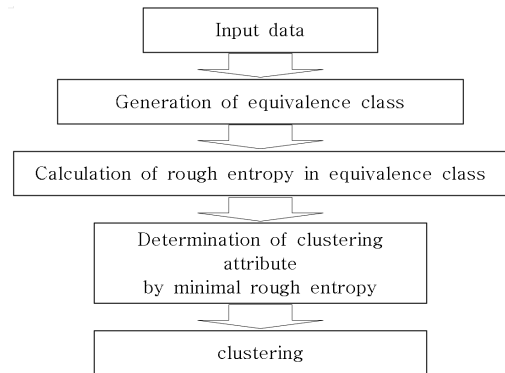 Input data
Generation of equivalence class
Calculation of rough entropy in equivalence class
Determination of clustering
attribute
by minimal rough entropy
clustering